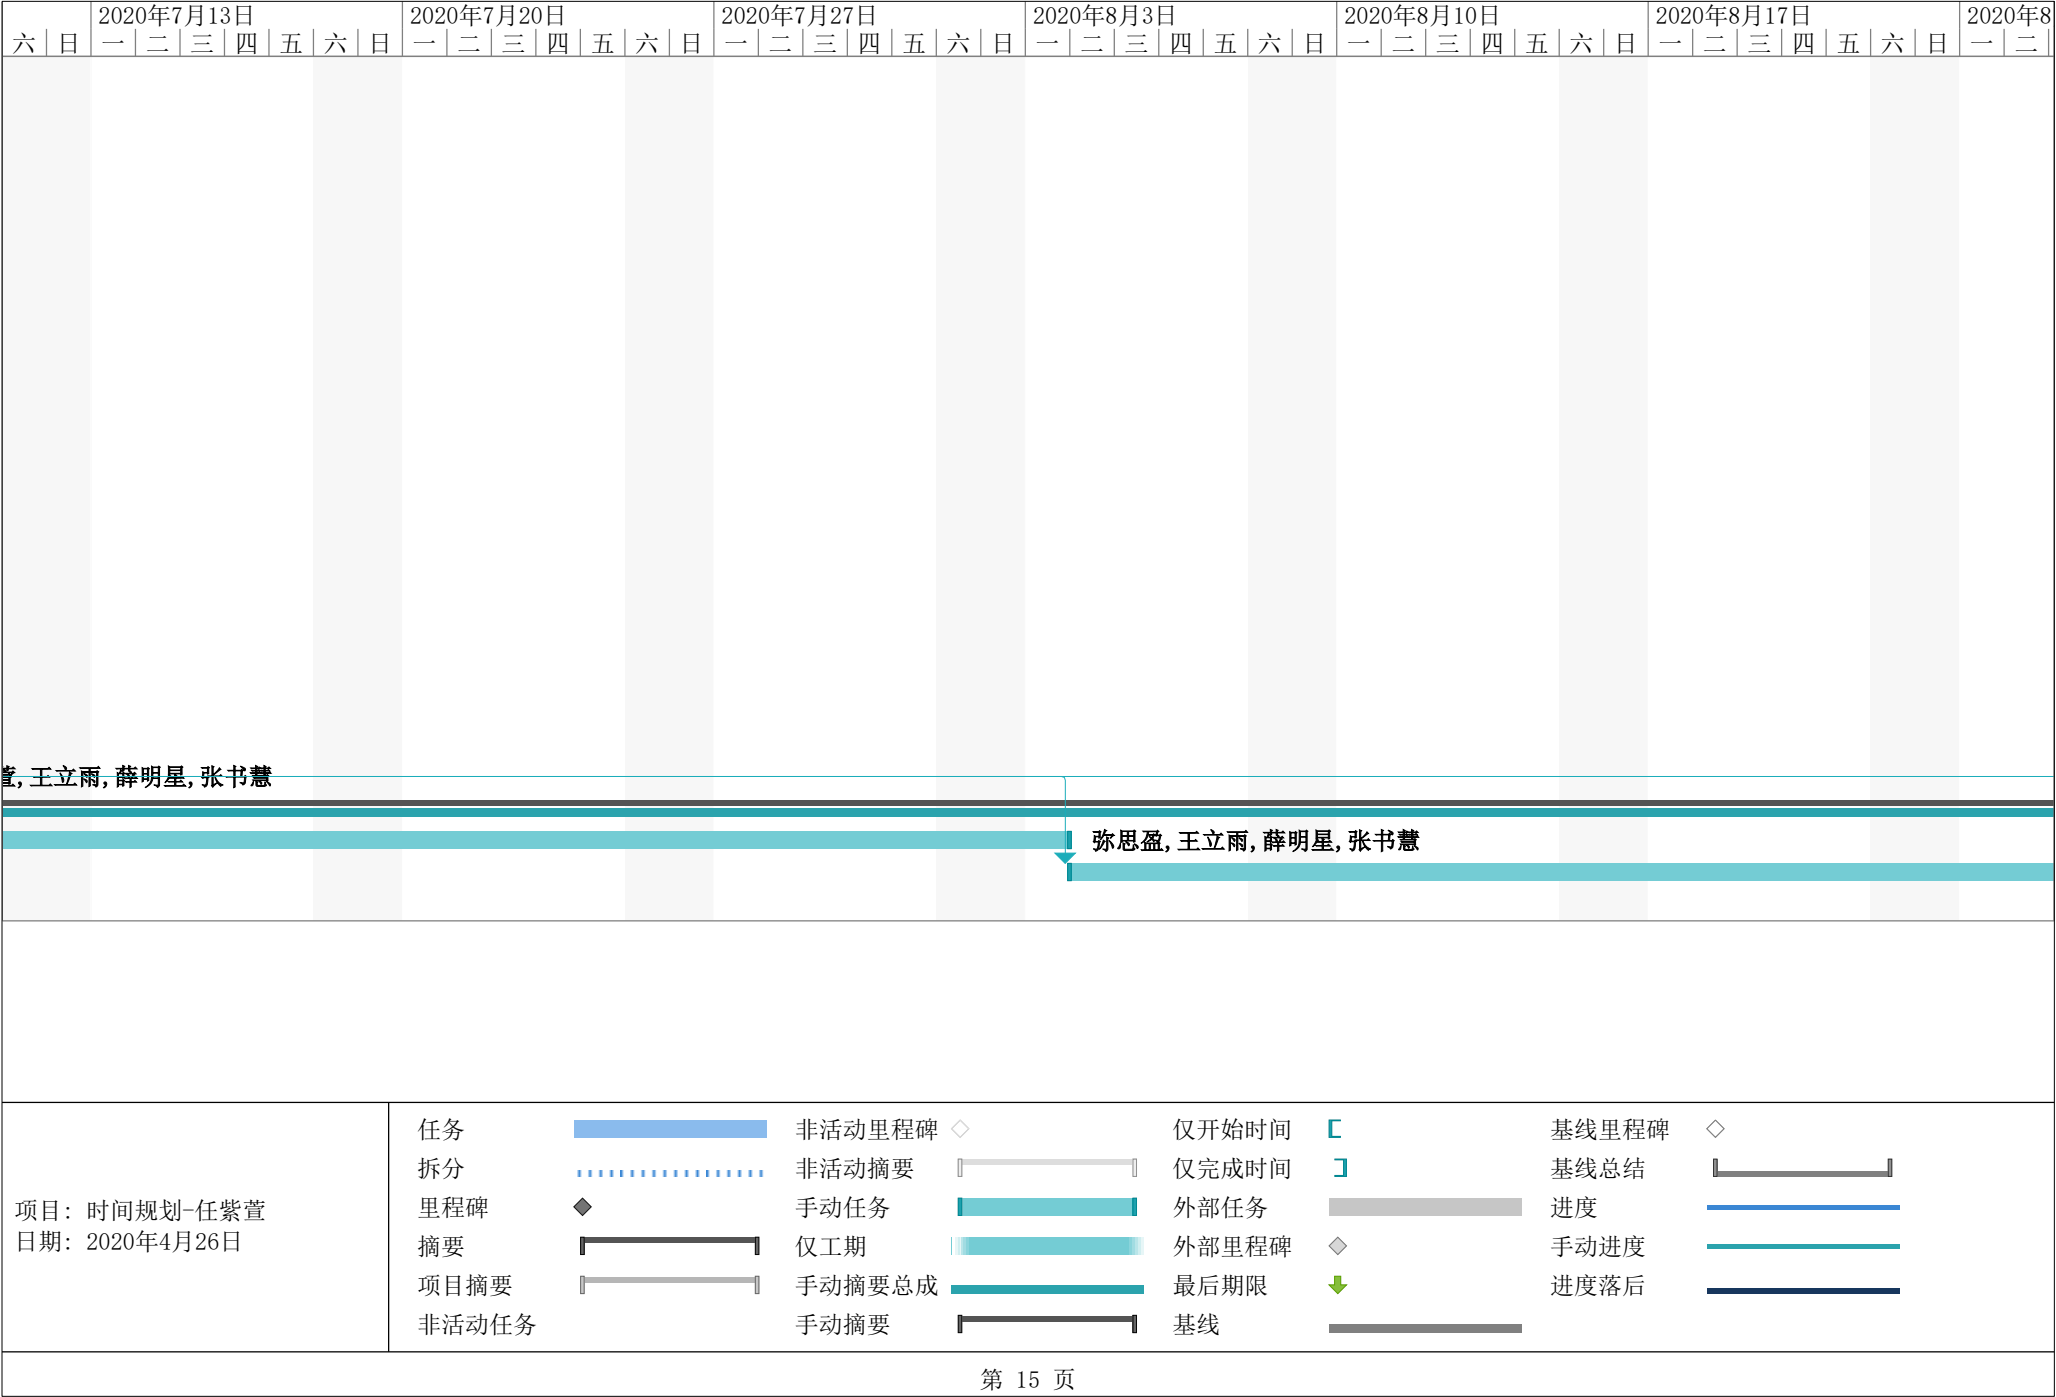 2020年7月13日 2020年7月20日 2020年7月27日 2020年8月3日 2020年8月10日 2020年8月17日 2020年8
六 日 一 二 三 四 五 六 日 一 二 三 四 五 六 日 一 二 三 四 五 六 日 一 二 三 四 五 六 日 一 二 三 四 五 六 日 一 二 三 四 五 六 日 一 二
萱,王立雨,薛明星,张书慧
弥思盈,王立雨,薛明星,张书慧
项目: 时间规划-任紫萱
日期: 2020年4月26日
任务
拆分
里程碑
摘要
项目摘要
非活动任务
非活动里程碑
非活动摘要
手动任务
仅工期
手动摘要总成
手动摘要
仅开始时间
仅完成时间
外部任务
外部里程碑
最后期限
基线
基线里程碑
基线总结
进度
手动进度
进度落后
第 15 页